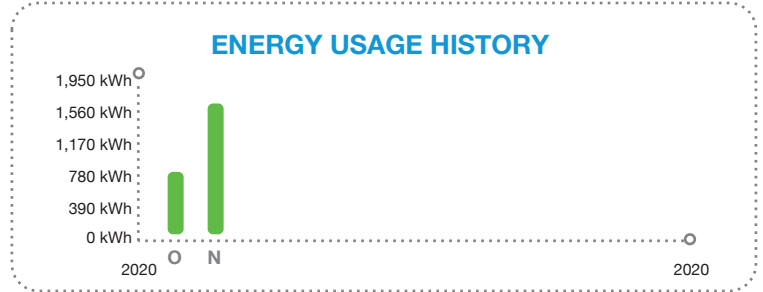 ENERGY USAGE HISTORY
1,950 kWh
1,560 kWh
1,170 kWh
780 kWh
390 kWh
0 kWh
O N
2020 2020